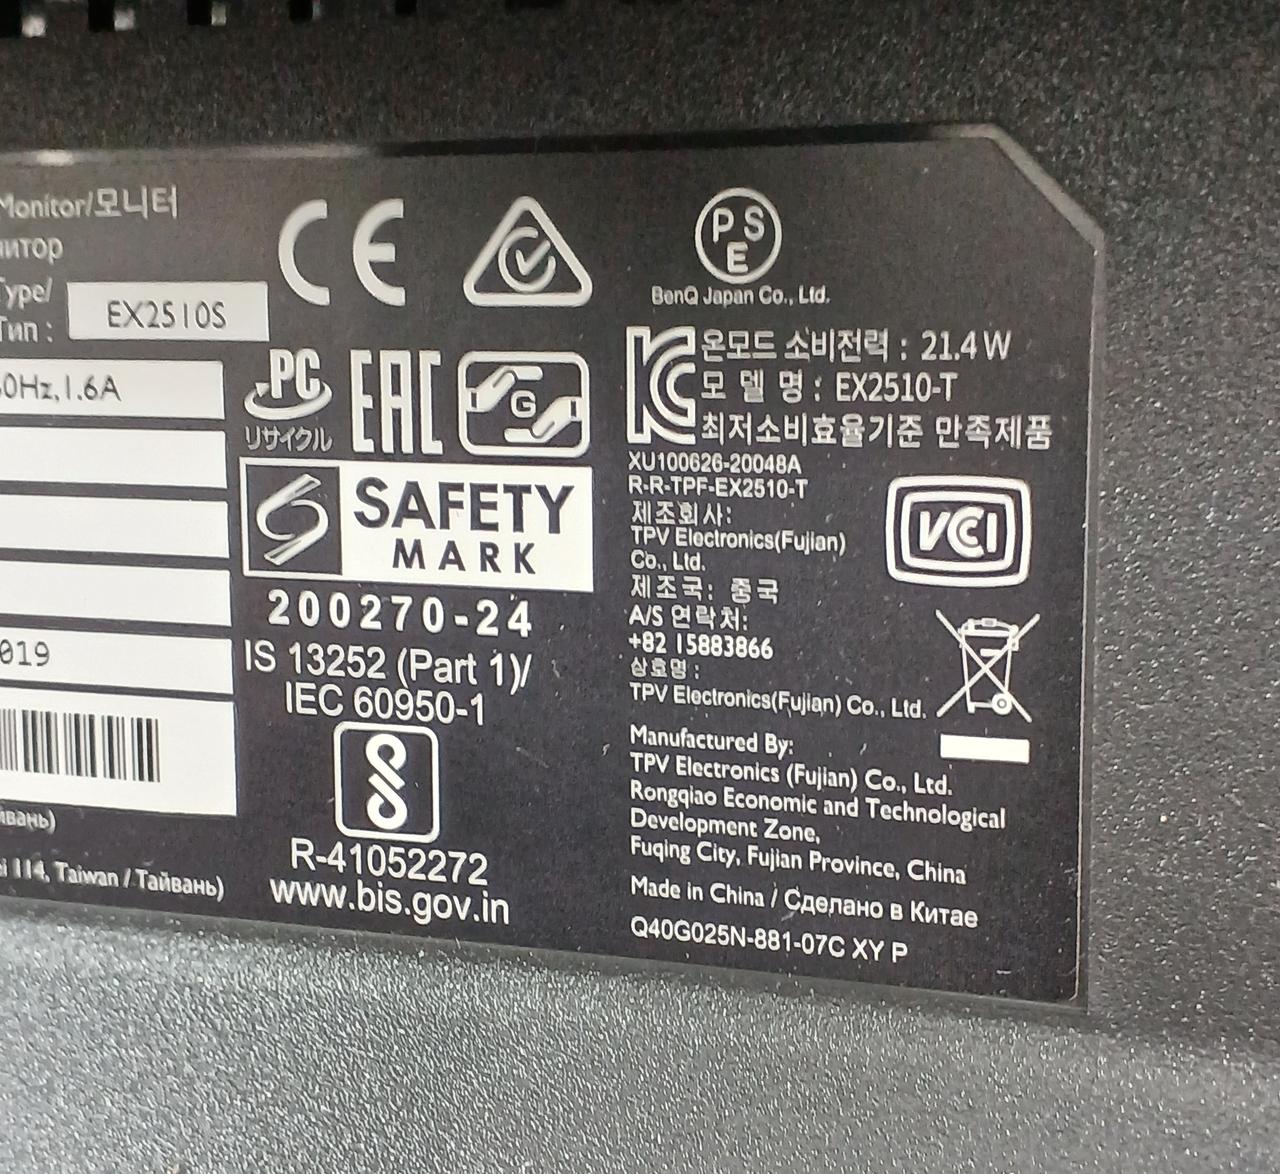 Monitor/모니터
нитор
Type/
Тип :
EX2510S
60Hz,1.6A
019
114, Taiwan / Тайвань)
CE
PC
リサイクル
EAC
G
SAFETY
MARK
200270-24
IS 13252 (Part 1)/
IEC 60950-1
R-41052272
www.bis.gov.in
PSE
BenQ Japan Co., Ltd.
KC
온모드 소비전력 : 21.4 W
모 델 명 : EX2510-T
최저소비효율기준 만족제품
XU100626-20048A
R-R-TPF-EX2510-T
제조회사:
TPV Electronics(Fujian)
Co., Ltd.
제조국: 중국
A/S 연락처:
+82 15883866
상호명 :
TPV Electronics(Fujian) Co., Ltd.
VCCI
Manufactured By:
TPV Electronics (Fujian) Co., Ltd.
Rongqiao Economic and Technological
Development Zone,
Fuqing City, Fujian Province, China
Made in China / Сделано в Китае
Q40G025N-881-07C XY P